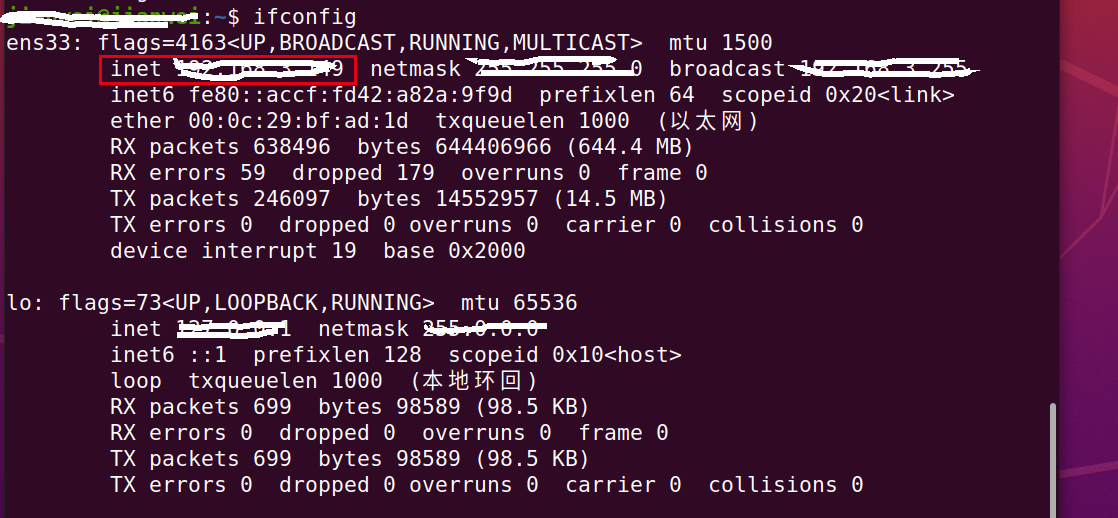 :~$ ifconfig
ens33: flags=4163<UP,BROADCAST,RUNNING,MULTICAST>  mtu 1500
inet netmask broadcast
inet6 fe80::accf:fd42:a82a:9f9d  prefixlen 64  scopeid 0x20<link>
ether 00:0c:29:bf:ad:1d  txqueuelen 1000  (以太网)
RX packets 638496  bytes 644406966 (644.4 MB)
RX errors 59  dropped 179  overruns 0  frame 0
TX packets 246097  bytes 14552957 (14.5 MB)
TX errors 0  dropped 0 overruns 0  carrier 0  collisions 0
device interrupt 19  base 0x2000
lo: flags=73<UP,LOOPBACK,RUNNING>  mtu 65536
inet netmask
inet6 ::1  prefixlen 128  scopeid 0x10<host>
loop  txqueuelen 1000  (本地环回)
RX packets 699  bytes 98589 (98.5 KB)
RX errors 0  dropped 0  overruns 0  frame 0
TX packets 699  bytes 98589 (98.5 KB)
TX errors 0  dropped 0 overruns 0  carrier 0  collisions 0